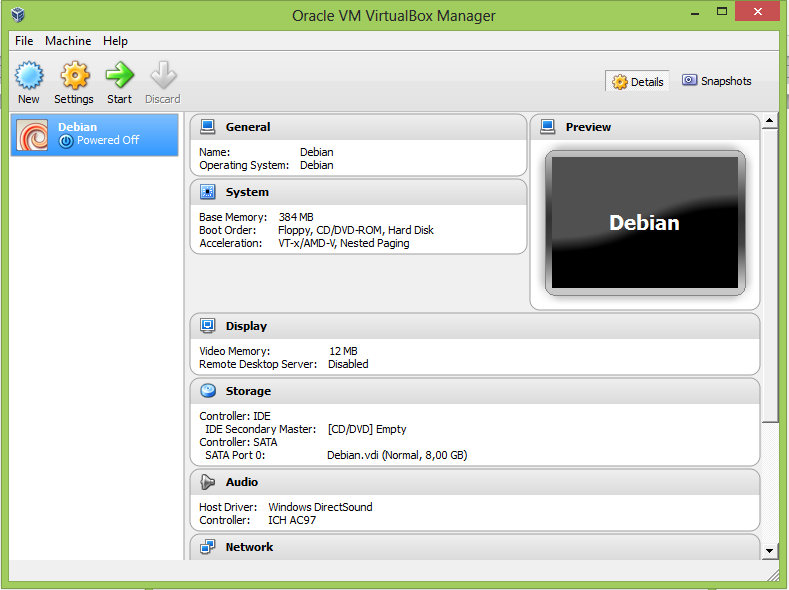 Oracle VM VirtualBox Manager
File Machine Help
New Settings Start Discard
Details Snapshots
Debian
Powered Off
General
Name: Debian
Operating System: Debian
Preview
Debian
System
Base Memory: 384 MB
Boot Order: Floppy, CD/DVD-ROM, Hard Disk
Acceleration: VT-x/AMD-V, Nested Paging
Display
Video Memory: 12 MB
Remote Desktop Server: Disabled
Storage
Controller: IDE
IDE Secondary Master: [CD/DVD] Empty
Controller: SATA
SATA Port 0: Debian.vdi (Normal, 8,00 GB)
Audio
Host Driver: Windows DirectSound
Controller: ICH AC97
Network